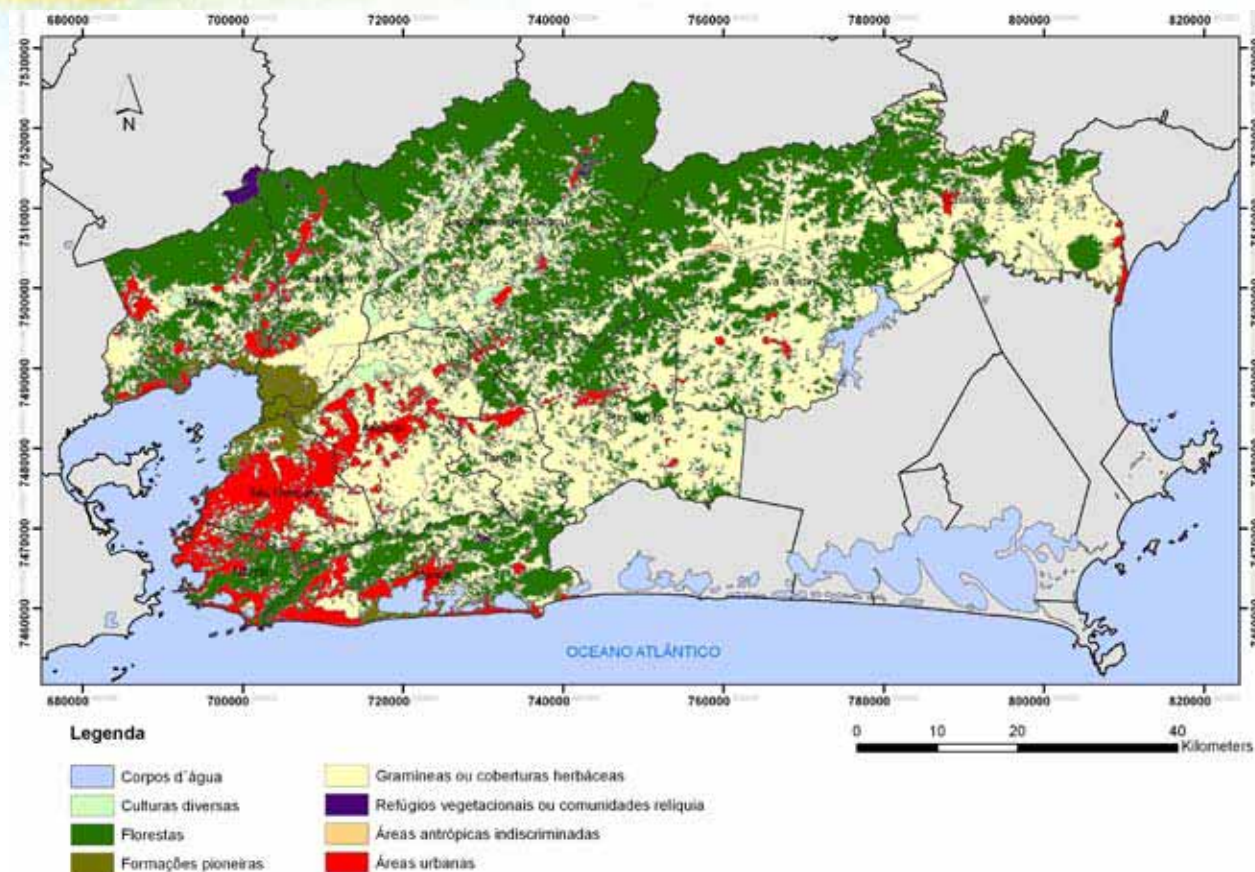 680000 700000 720000 740000 760000 780000 800000 820000
7530000
7520000
7510000
7500000
7490000
7480000
7470000
7460000
N
OCEANO ATLÂNTICO
680000 700000 720000 740000 760000 780000 800000 820000
Legenda
0 10 20 40
Kilometers
Corpos d´água
Culturas diversas
Florestas
Formações pioneiras
Gramíneas ou coberturas herbáceas
Refúgios vegetacionais ou comunidades relíquia
Áreas antrópicas indiscriminadas
Áreas urbanas